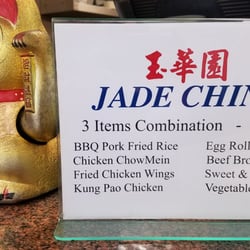 玉華園
JADE CHIN
3 Items Combination -
BBQ Pork Fried Rice Egg Roll
Chicken ChowMein Beef Bro
Fried Chicken Wings Sweet &
Kung Pao Chicken Vegetable